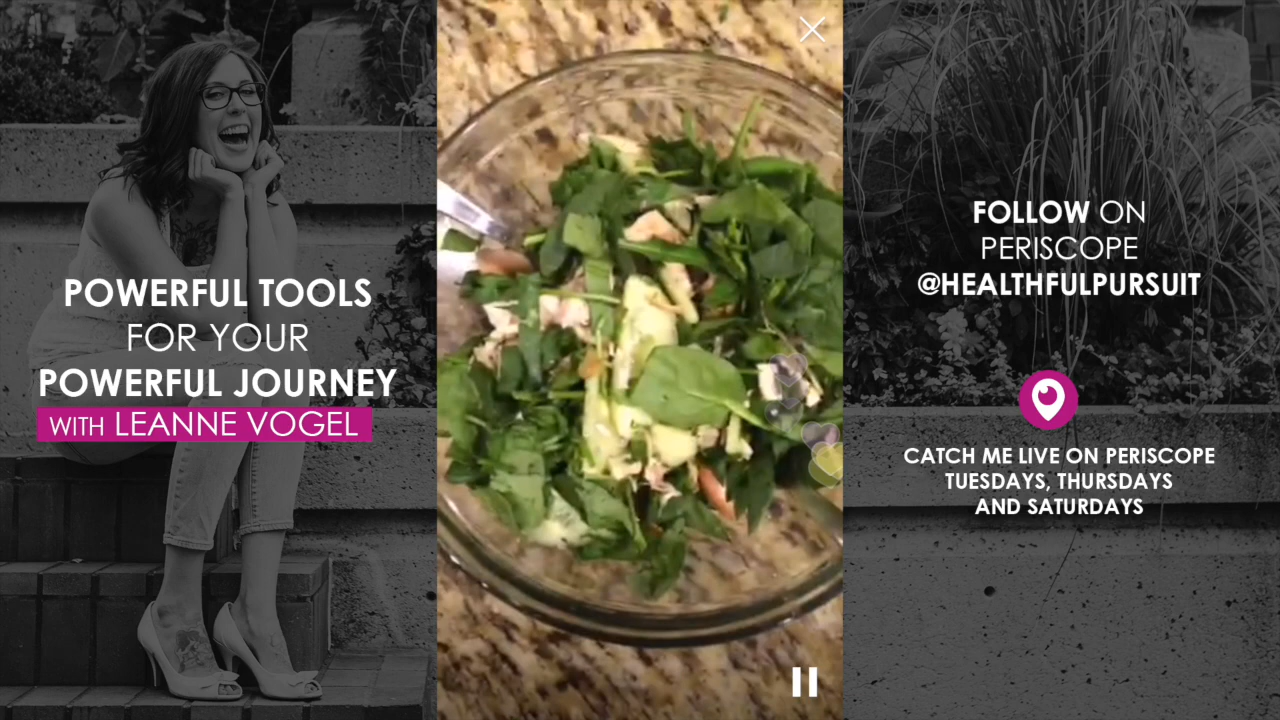 POWERFUL TOOLS
FOR YOUR
POWERFUL JOURNEY
WITH LEANNE VOGEL
FOLLOW ON
PERISCOPE
@HEALTHFULPURSUIT
CATCH ME LIVE ON PERISCOPE
TUESDAYS, THURSDAYS
AND SATURDAYS